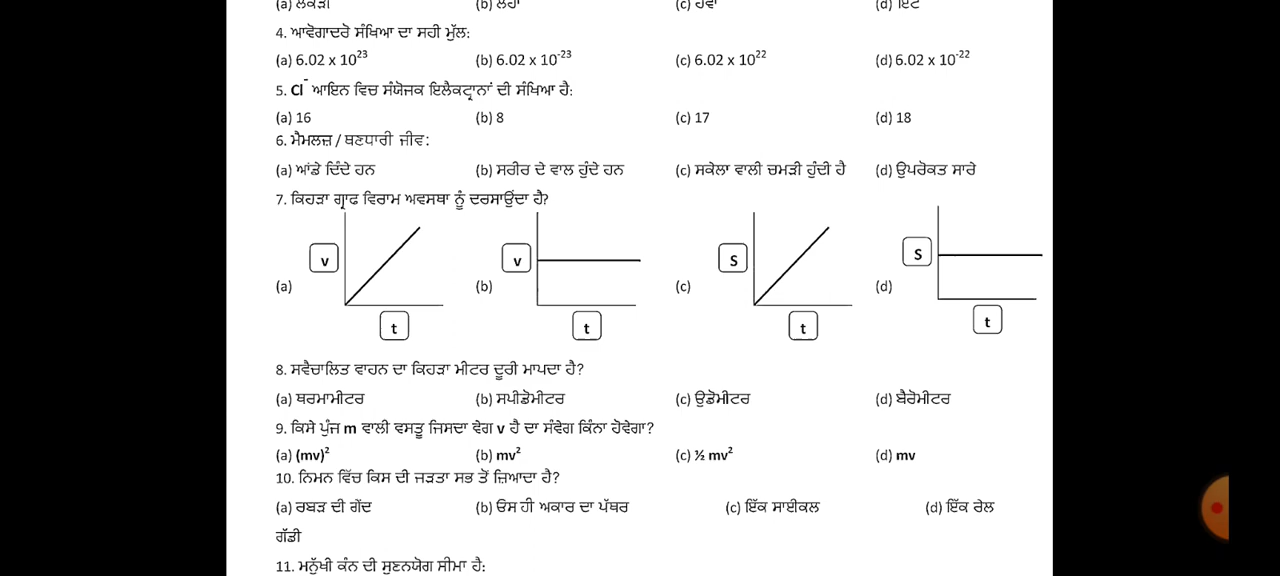 (a) ਲੱਕੜੀ (b) ਲੋਹਾ (c) ਹਵਾ (d) ਇੱਟ
4. ਆਵੋਗਾਦਰੋ ਸੰਖਿਆ ਦਾ ਸਹੀ ਮੁੱਲ:
(a) 6.02 x 10²³ (b) 6.02 x 10⁻²³ (c) 6.02 x 10²² (d) 6.02 x 10⁻²²
5. Cl⁻ ਆਇਨ ਵਿਚ ਸੰਯੋਜਕ ਇਲੈਕਟ੍ਰਾਨਾਂ ਦੀ ਸੰਖਿਆ ਹੈ:
(a) 16 (b) 8 (c) 17 (d) 18
6. ਮੈਮਲਜ਼ / ਥਣਧਾਰੀ ਜੀਵ:
(a) ਆਂਡੇ ਦਿੰਦੇ ਹਨ (b) ਸਰੀਰ ਦੇ ਵਾਲ ਹੁੰਦੇ ਹਨ (c) ਸਕੇਲਾ ਵਾਲੀ ਚਮੜੀ ਹੁੰਦੀ ਹੈ (d) ਉਪਰੋਕਤ ਸਾਰੇ
7. ਕਿਹੜਾ ਗ੍ਰਾਫ ਵਿਰਾਮ ਅਵਸਥਾ ਨੂੰ ਦਰਸਾਉਂਦਾ ਹੈ?
v v S S
(a) (b) (c) (d)
t t t t
8. ਸਵੈਚਾਲਿਤ ਵਾਹਨ ਦਾ ਕਿਹੜਾ ਮੀਟਰ ਦੂਰੀ ਮਾਪਦਾ ਹੈ?
(a) ਥਰਮਾਮੀਟਰ (b) ਸਪੀਡੋਮੀਟਰ (c) ਉਡੋਮੀਟਰ (d) ਬੈਰੋਮੀਟਰ
9. ਕਿਸੇ ਪੁੰਜ m ਵਾਲੀ ਵਸਤੂ ਜਿਸਦਾ ਵੇਗ v ਹੈ ਦਾ ਸੰਵੇਗ ਕਿੰਨਾ ਹੋਵੇਗਾ?
(a) (mv)² (b) mv² (c) ½ mv² (d) mv
10. ਨਿਮਨ ਵਿੱਚ ਕਿਸ ਦੀ ਜੜਤਾ ਸਭ ਤੋਂ ਜ਼ਿਆਦਾ ਹੈ?
(a) ਰਬੜ ਦੀ ਗੇਂਦ (b) ਓਸ ਹੀ ਅਕਾਰ ਦਾ ਪੱਥਰ (c) ਇੱਕ ਸਾਈਕਲ (d) ਇੱਕ ਰੇਲ
ਗੱਡੀ
11. ਮਨੁੱਖੀ ਕੰਨ ਦੀ ਸੁਣਨਯੋਗ ਸੀਮਾ ਹੈ: